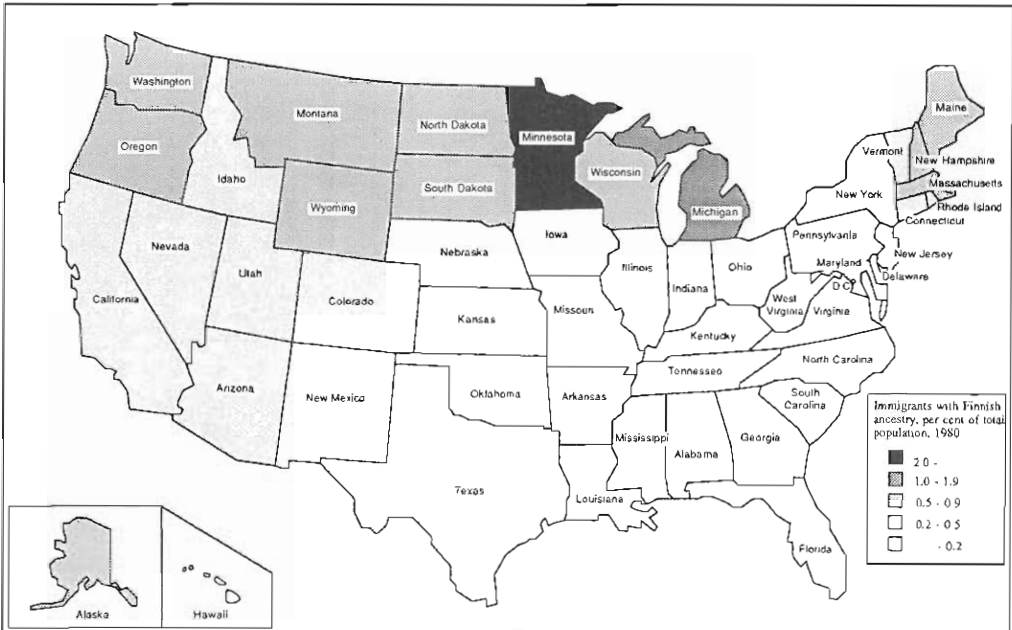 Washington
Montana
North Dakota
Minnesota
Maine
Oregon
Idaho
Vermont
New Hampshire
South Dakota
Wisconsin
Massachusetts
Wyoming
Michigan
New York
Rhode Island
Connecticut
Iowa
Nebraska
Pennsylvania
Nevada
Utah
Illinois
Ohio
New Jersey
Maryland
Delaware
Indiana
D C
California
Colorado
West
Virginia
Virginia
Kansas
Missouri
Kentucky
North Carolina
Tennessee
Arizona
Oklahoma
Arkansas
New Mexico
South
Carolina
Mississippi
Georgia
Alabama
Texas
Louisiana
Florida
Alaska
Hawaii
Immigrants with Finnish
ancestry, per cent of total
population, 1980
2.0 -
1.0 - 1.9
0.5 - 0.9
0.2 - 0.5
- 0.2